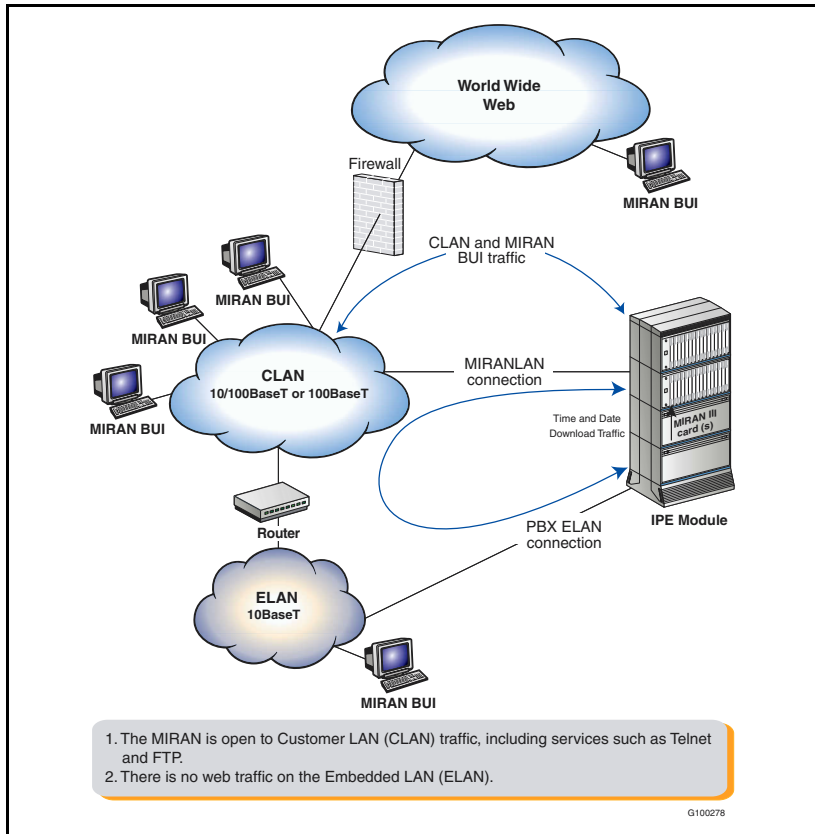 World Wide
Web
Firewall
MIRAN BUI
CLAN and MIRAN
BUI traffic
MIRAN BUI
MIRAN BUI
MIRAN BUI
CLAN
10/100BaseT or 100BaseT
MIRANLAN
connection
Time and Date
Download Traffic
MIRAN III
card (s)
IPE Module
PBX ELAN
connection
Router
ELAN
10BaseT
MIRAN BUI
1. The MIRAN is open to Customer LAN (CLAN) traffic, including services such as Telnet
and FTP.
2. There is no web traffic on the Embedded LAN (ELAN).
G100278